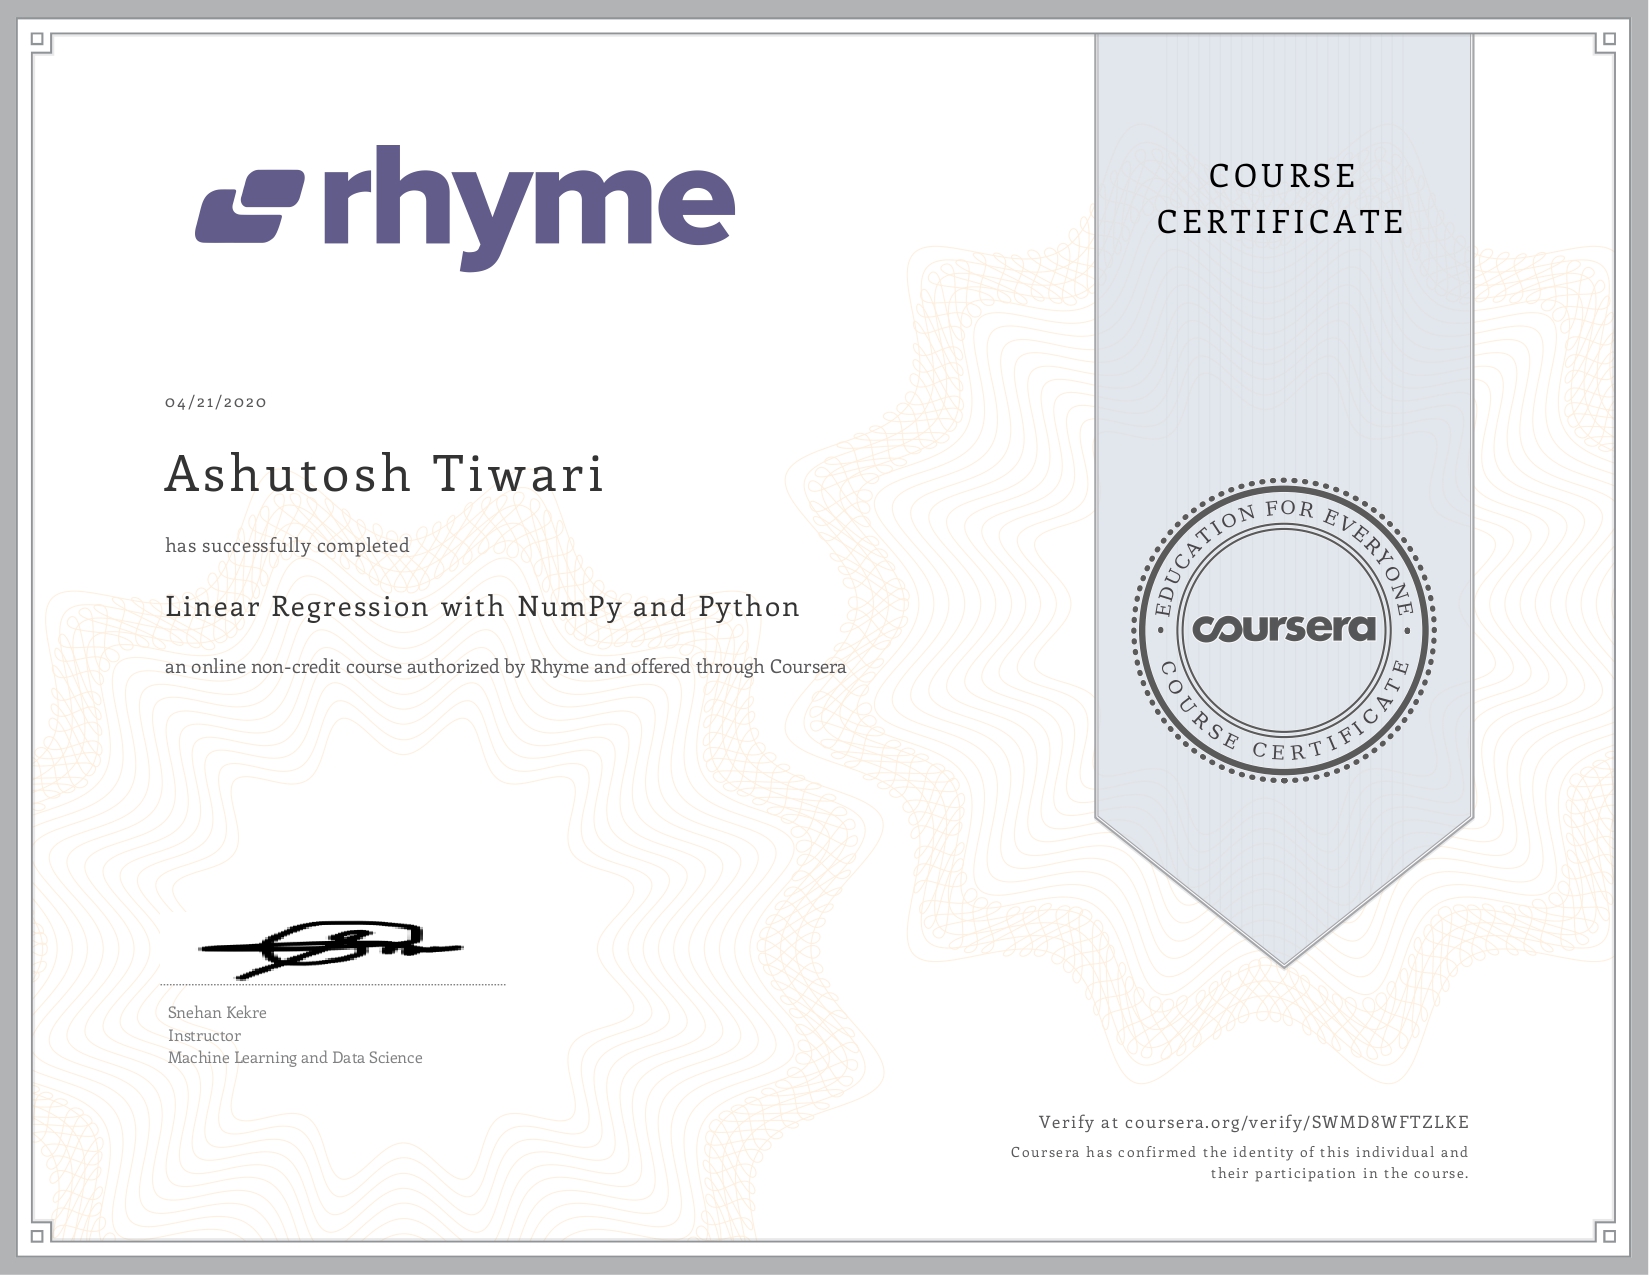 rhyme
COURSE
CERTIFICATE
04/21/2020
Ashutosh Tiwari
has successfully completed
Linear Regression with NumPy and Python
an online non-credit course authorized by Rhyme and offered through Coursera
EDUCATION FOR EVERYONE
coursera
COURSE CERTIFICATE
Snehan Kekre
Instructor
Machine Learning and Data Science
Verify at coursera.org/verify/SWMD8WFTZLKE
Coursera has confirmed the identity of this individual and
their participation in the course.